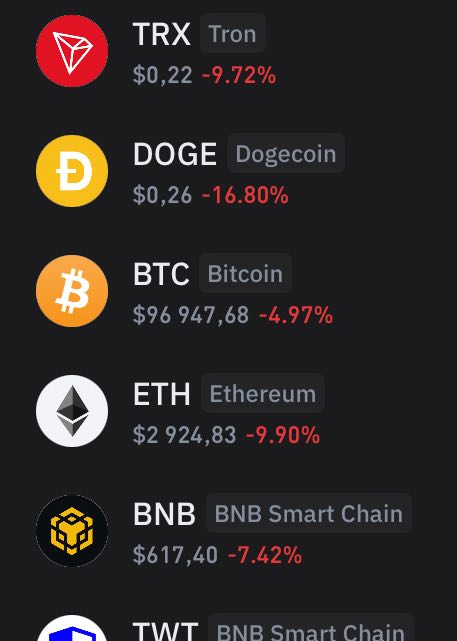 TRX Tron
$0,22 -9.72%
DOGE Dogecoin
$0,26 -16.80%
BTC Bitcoin
$96 947,68 -4.97%
ETH Ethereum
$2 924,83 -9.90%
BNB BNB Smart Chain
$617,40 -7.42%
TWT BNB Smart Chain